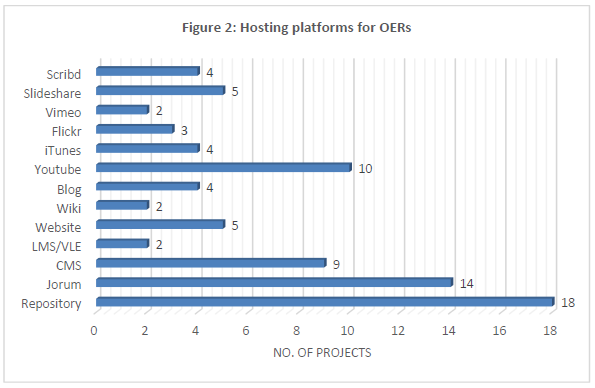 Figure 2: Hosting platforms for OERs
Scribd 4
Slideshare 5
Vimeo 2
Flickr 3
iTunes 4
Youtube 10
Blog 4
Wiki 2
Website 5
LMS/VLE 2
CMS 9
Jorum 14
Repository 18
0 2 4 6 8 10 12 14 16 18
NO. OF PROJECTS